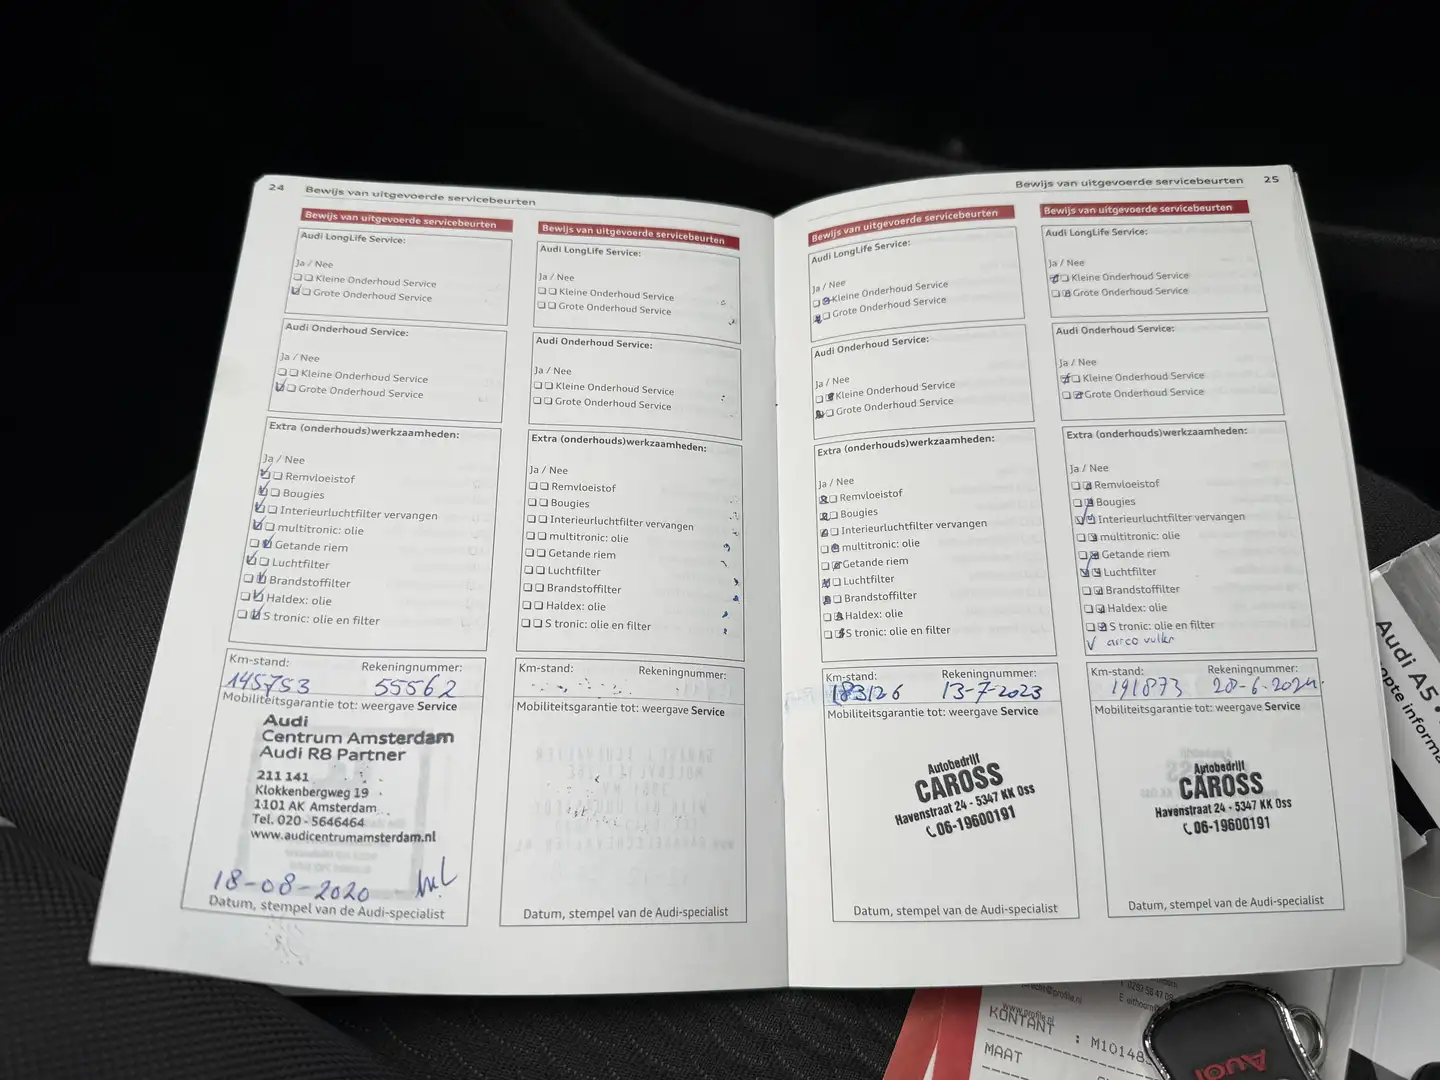 24 Bewijs van uitgevoerde servicebeurten
Bewijs van uitgevoerde servicebeurten
Audi LongLife Service:
Ja / Nee
Kleine Onderhoud Service
Grote Onderhoud Service
Audi Onderhoud Service:
Ja / Nee
Kleine Onderhoud Service
Grote Onderhoud Service
Extra (onderhouds)werkzaamheden:
Ja / Nee
Remvloeistof
Bougies
Interieurluchtfilter vervangen
multitronic: olie
Getande riem
Luchtfilter
Brandstoffilter
Haldex: olie
S tronic: olie en filter
Km-stand: Rekeningnummer:
145753 55562
Mobiliteitsgarantie tot: weergave Service
Audi
Centrum Amsterdam
Audi R8 Partner
211 141
Klokkenbergweg 19
1101 AK Amsterdam
Tel. 020 - 5646464
www.audicentrumamsterdam.nl
18-08-2020
Datum, stempel van de Audi-specialist
Bewijs van uitgevoerde servicebeurten
Audi LongLife Service:
Ja / Nee
Kleine Onderhoud Service
Grote Onderhoud Service
Audi Onderhoud Service:
Ja / Nee
Kleine Onderhoud Service
Grote Onderhoud Service
Extra (onderhouds)werkzaamheden:
Ja / Nee
Remvloeistof
Bougies
Interieurluchtfilter vervangen
multitronic: olie
Getande riem
Luchtfilter
Brandstoffilter
Haldex: olie
S tronic: olie en filter
Km-stand: Rekeningnummer:
Mobiliteitsgarantie tot: weergave Service
Datum, stempel van de Audi-specialist
Bewijs van uitgevoerde servicebeurten 25
Bewijs van uitgevoerde servicebeurten
Audi LongLife Service:
Ja / Nee
Kleine Onderhoud Service
Grote Onderhoud Service
Audi Onderhoud Service:
Ja / Nee
Kleine Onderhoud Service
Grote Onderhoud Service
Extra (onderhouds)werkzaamheden:
Ja / Nee
Remvloeistof
Bougies
Interieurluchtfilter vervangen
multitronic: olie
Getande riem
Luchtfilter
Brandstoffilter
Haldex: olie
S tronic: olie en filter
Km-stand: Rekeningnummer:
183126 13-7-2023
Mobiliteitsgarantie tot: weergave Service
Autobedrijf
CAROSS
Havenstraat 24 - 5347 KK Oss
06-19600191
Datum, stempel van de Audi-specialist
Bewijs van uitgevoerde servicebeurten
Audi LongLife Service:
Ja / Nee
Kleine Onderhoud Service
Grote Onderhoud Service
Audi Onderhoud Service:
Ja / Nee
Kleine Onderhoud Service
Grote Onderhoud Service
Extra (onderhouds)werkzaamheden:
Ja / Nee
Remvloeistof
Bougies
Interieurluchtfilter vervangen
multitronic: olie
Getande riem
Luchtfilter
Brandstoffilter
Haldex: olie
S tronic: olie en filter
airco vullen
Km-stand: Rekeningnummer:
191873 28-6-2024
Mobiliteitsgarantie tot: weergave Service
Autobedrijf
CAROSS
Havenstraat 24 - 5347 KK Oss
06-19600191
Datum, stempel van de Audi-specialist
Audi A5
www.profile.nl
KONTANT : M10148
MAAT
Audi